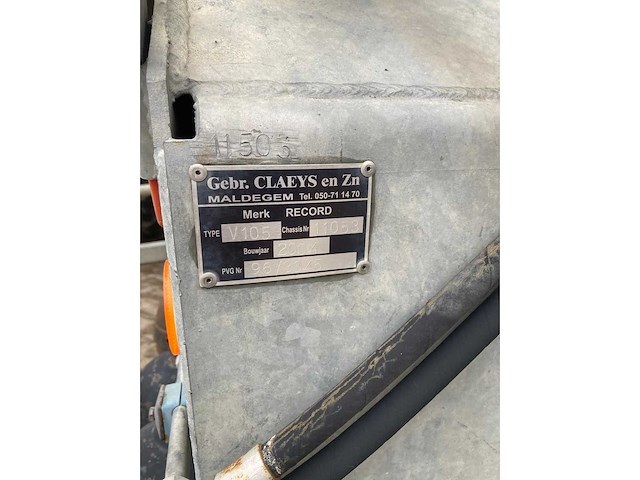 11503
Gebr. CLAEYS en Zn
MALDEGEM Tel. 050-71 14 70
Merk RECORD
TYPE V105 Chassis Nr
Bouwjaar
PVG Nr